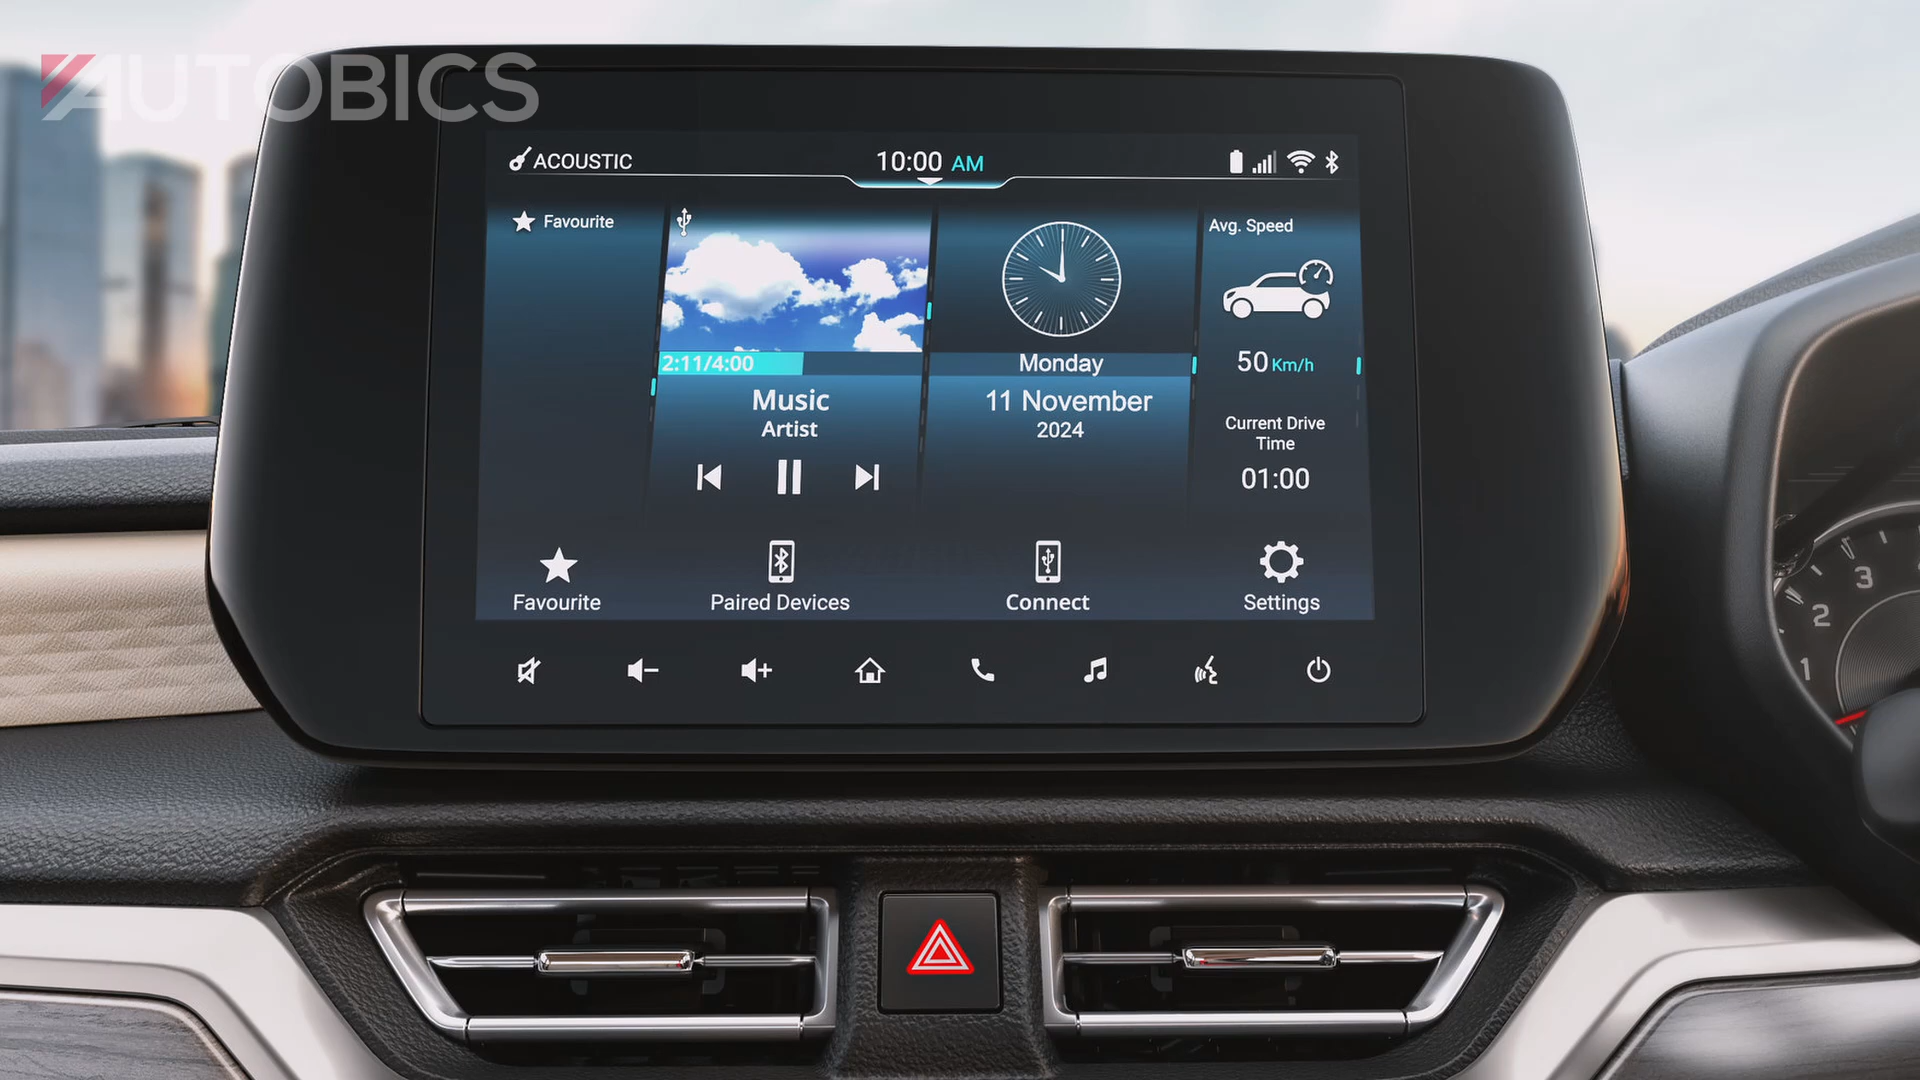 AUTOBICS
ACOUSTIC
10:00 AM
Favourite
2:11/4:00
Music
Artist
Monday
11 November
2024
Avg. Speed
50 Km/h
Current Drive
Time
01:00
Favourite
Paired Devices
Connect
Settings
1
2
3